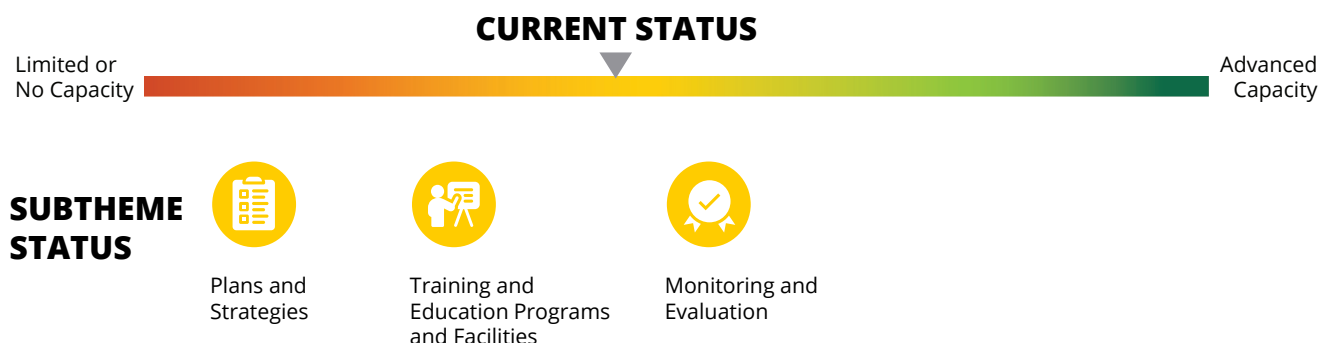 CURRENT STATUS
Limited or
No Capacity
Advanced
Capacity
SUBTHEME
STATUS
Plans and
Strategies
Training and
Education Programs
and Facilities
Monitoring and
Evaluation